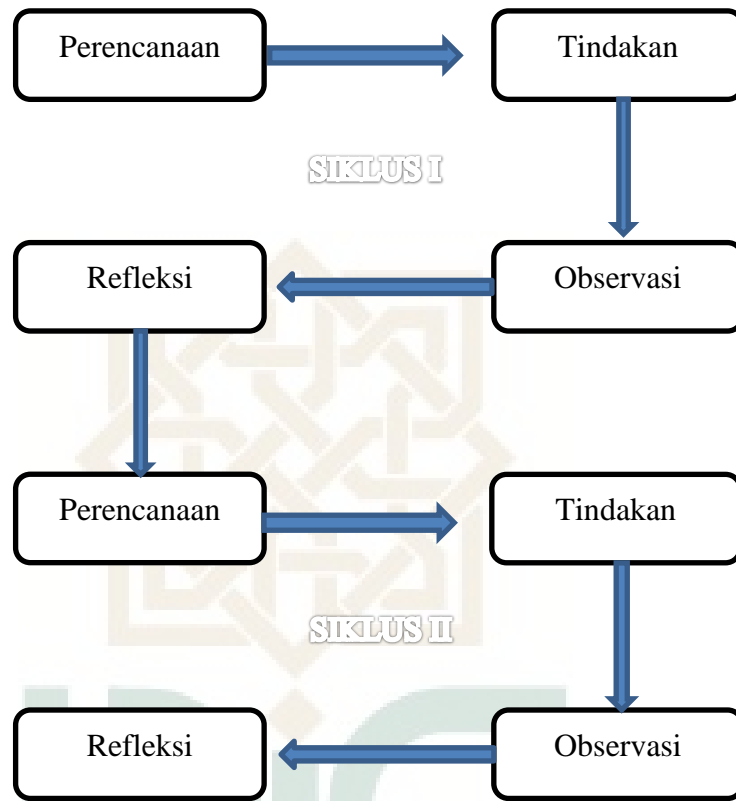 Perencanaan
Tindakan
SIKLUS I
Refleksi
Observasi
Perencanaan
Tindakan
SIKLUS II
Refleksi
Observasi